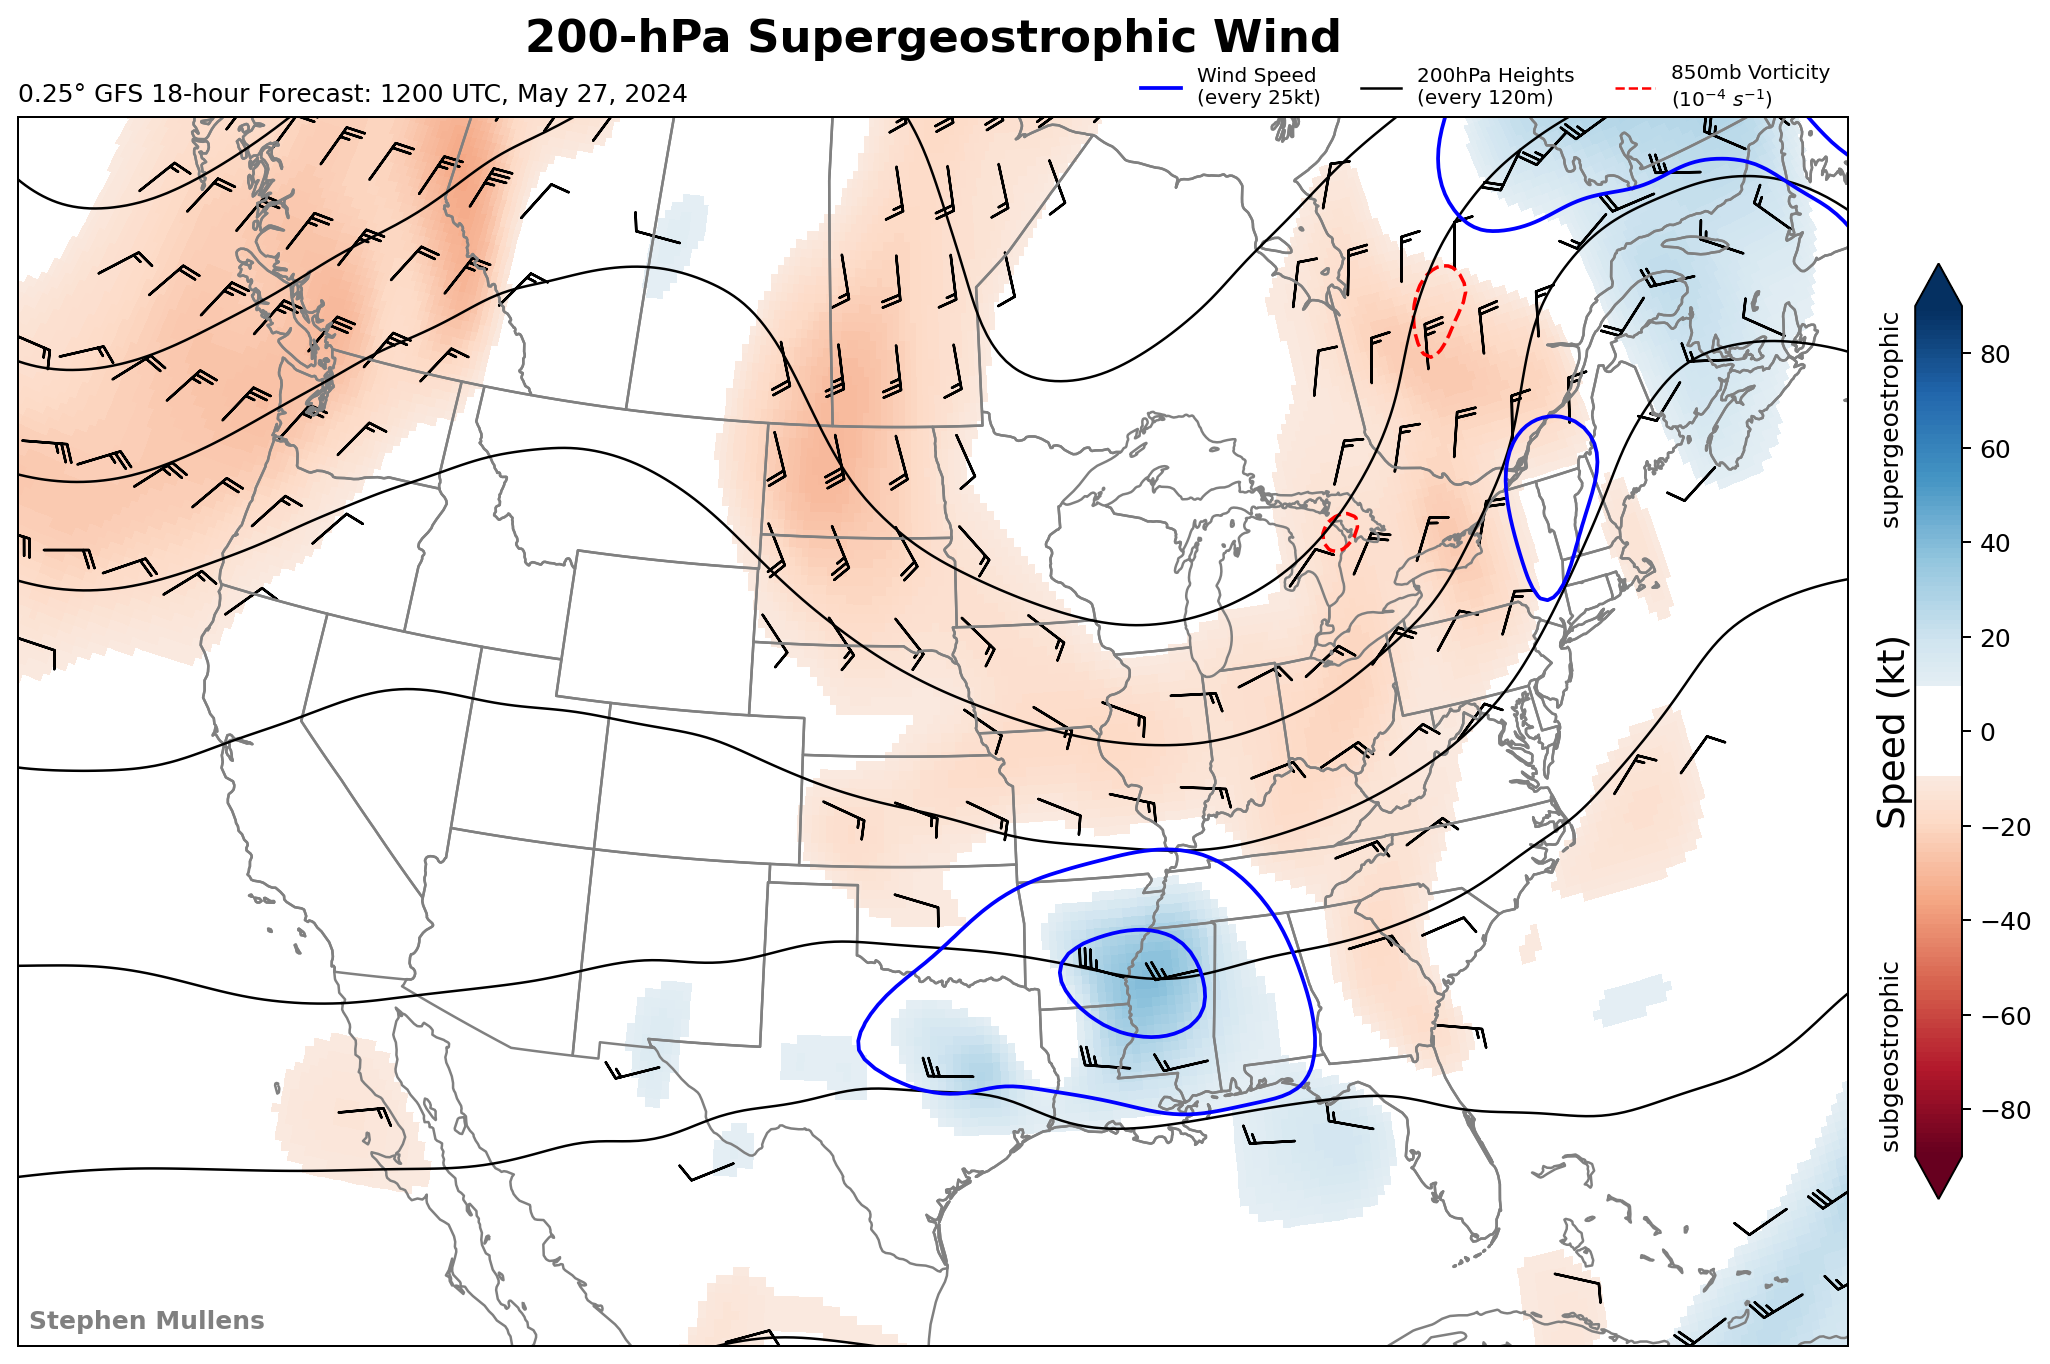 200-hPa Supergeostrophic Wind
0.25° GFS 18-hour Forecast: 1200 UTC, May 27, 2024
Wind Speed
(every 25kt)
200hPa Heights
(every 120m)
850mb Vorticity
(10⁻⁴ s⁻¹)
supergeostrophic
Speed (kt)
subgeostrophic
80
60
40
20
0
−20
−40
−60
−80
Stephen Mullens